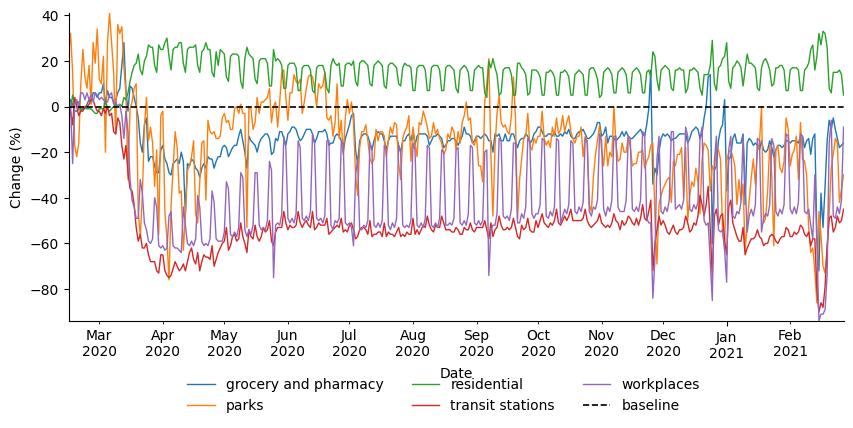 40
20
0
−20
−40
−60
−80
Change (%)
Mar Apr May Jun Jul Aug Sep Oct Nov Dec Jan Feb
2020 2020 2020 2020 2020 2020 2020 2020 2020 2020 2021 2021
Date
grocery and pharmacy residential workplaces
parks transit stations baseline